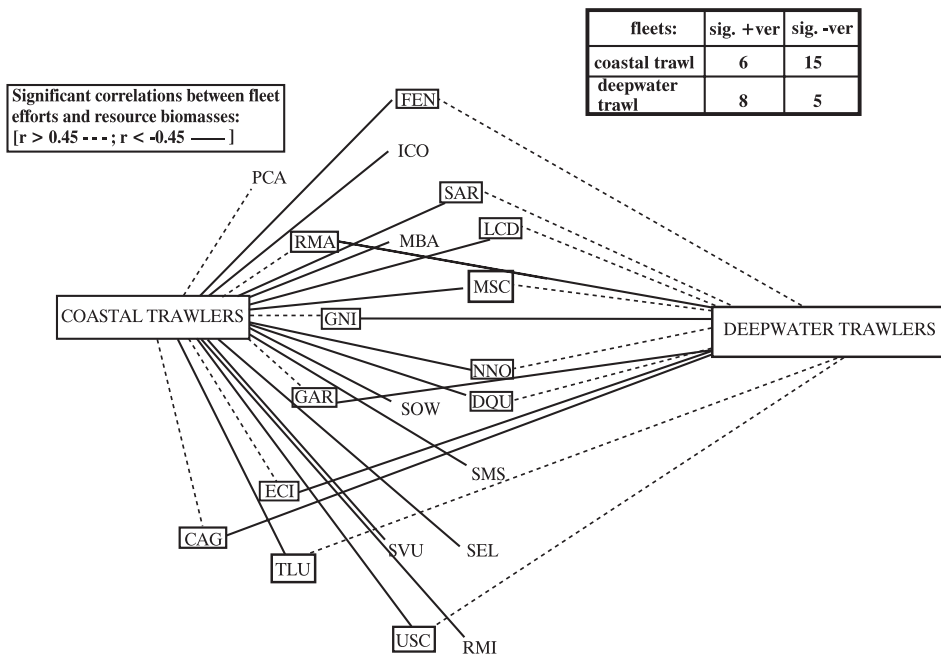 fleets: sig. +ver sig. -ver
coastal trawl 6 15
deepwater trawl 8 5
Significant correlations between fleet
efforts and resource biomasses:
[r > 0.45 - - - ; r < -0.45 —— ]
FEN
ICO
PCA
SAR
LCD
RMA
MBA
MSC
COASTAL TRAWLERS
GNI
DEEPWATER TRAWLERS
NNO
GAR
SOW
DQU
SMS
ECI
CAG
SVU
SEL
TLU
USC
RMI